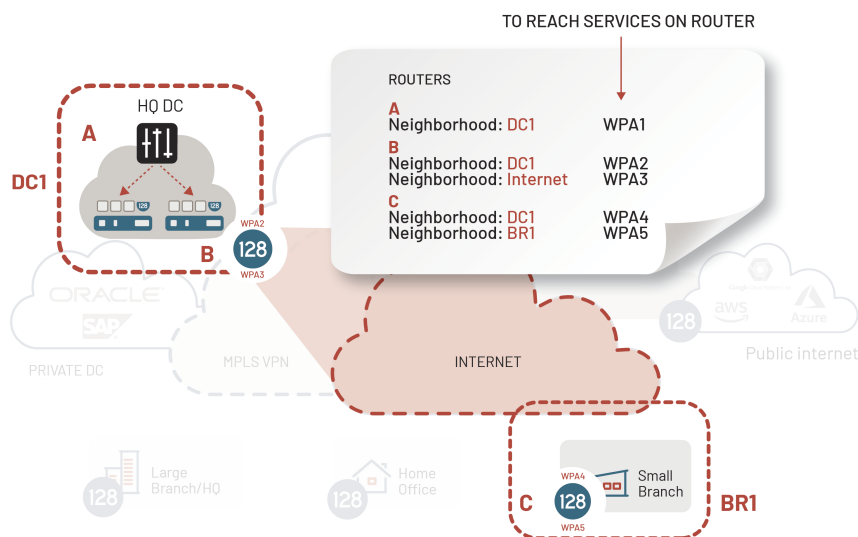 TO REACH SERVICES ON ROUTER
ROUTERS
A
Neighborhood: DC1 WPA1
B
Neighborhood: DC1 WPA2
Neighborhood: Internet WPA3
C
Neighborhood: DC1 WPA4
Neighborhood: BR1 WPA5
HQ DC
A
DC1
128
128
B
WPA2
128
WPA3
ORACLE
SAP
PRIVATE DC
MPLS VPN
INTERNET
128
aws
Azure
Public internet
128
Large
Branch/HQ
128
Home
Office
C
WPA4
128
WPA5
Small
Branch
BR1